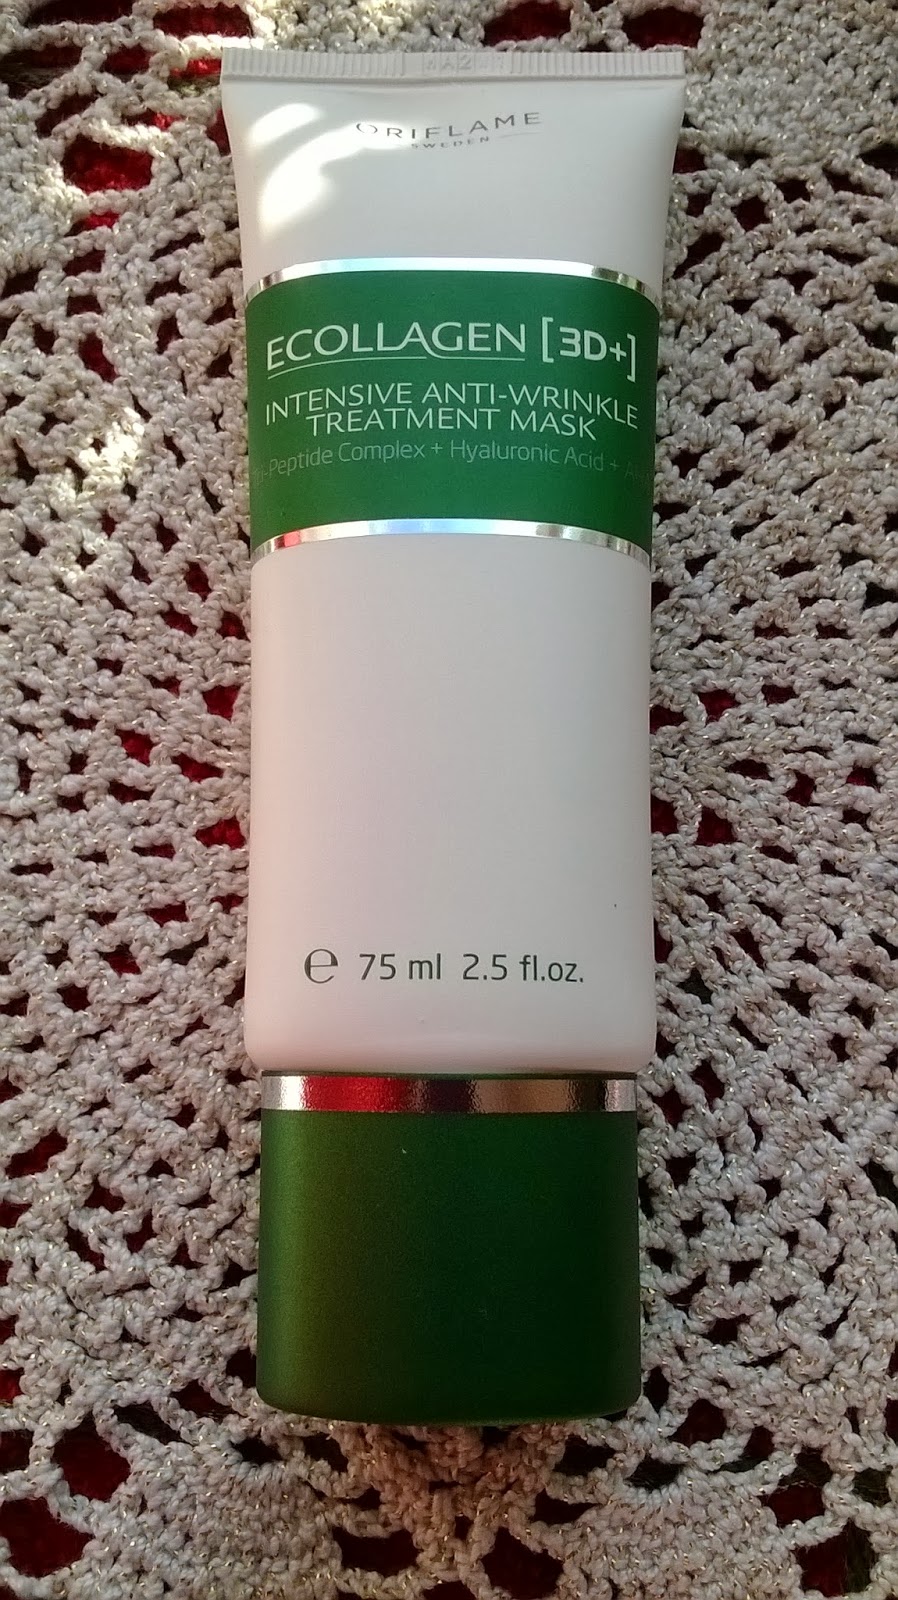 ORIFLAME
SWEDEN
ECOLLAGEN [3D+]
INTENSIVE ANTI-WRINKLE
TREATMENT MASK
-Peptide Complex + Hyaluronic Acid +
℮ 75 ml 2.5 fl.oz.